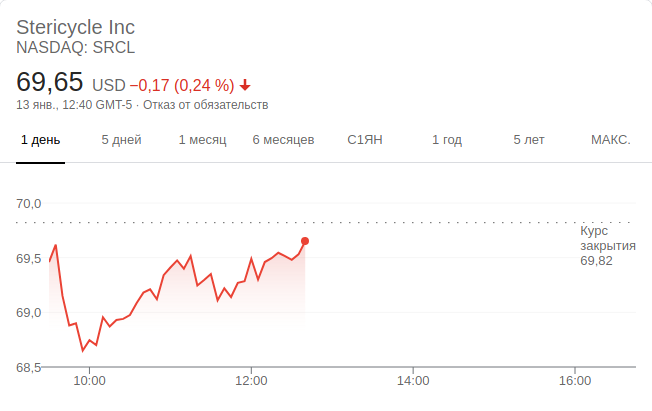 Stericycle Inc
NASDAQ: SRCL
69,65 USD −0,17 (0,24 %)
13 янв., 12:40 GMT-5 · Отказ от обязательств
1 день 5 дней 1 месяц 6 месяцев С1ЯН 1 год 5 лет МАКС.
70,0
Курс
закрытия
69,82
69,5
69,0
68,5
10:00 12:00 14:00 16:00